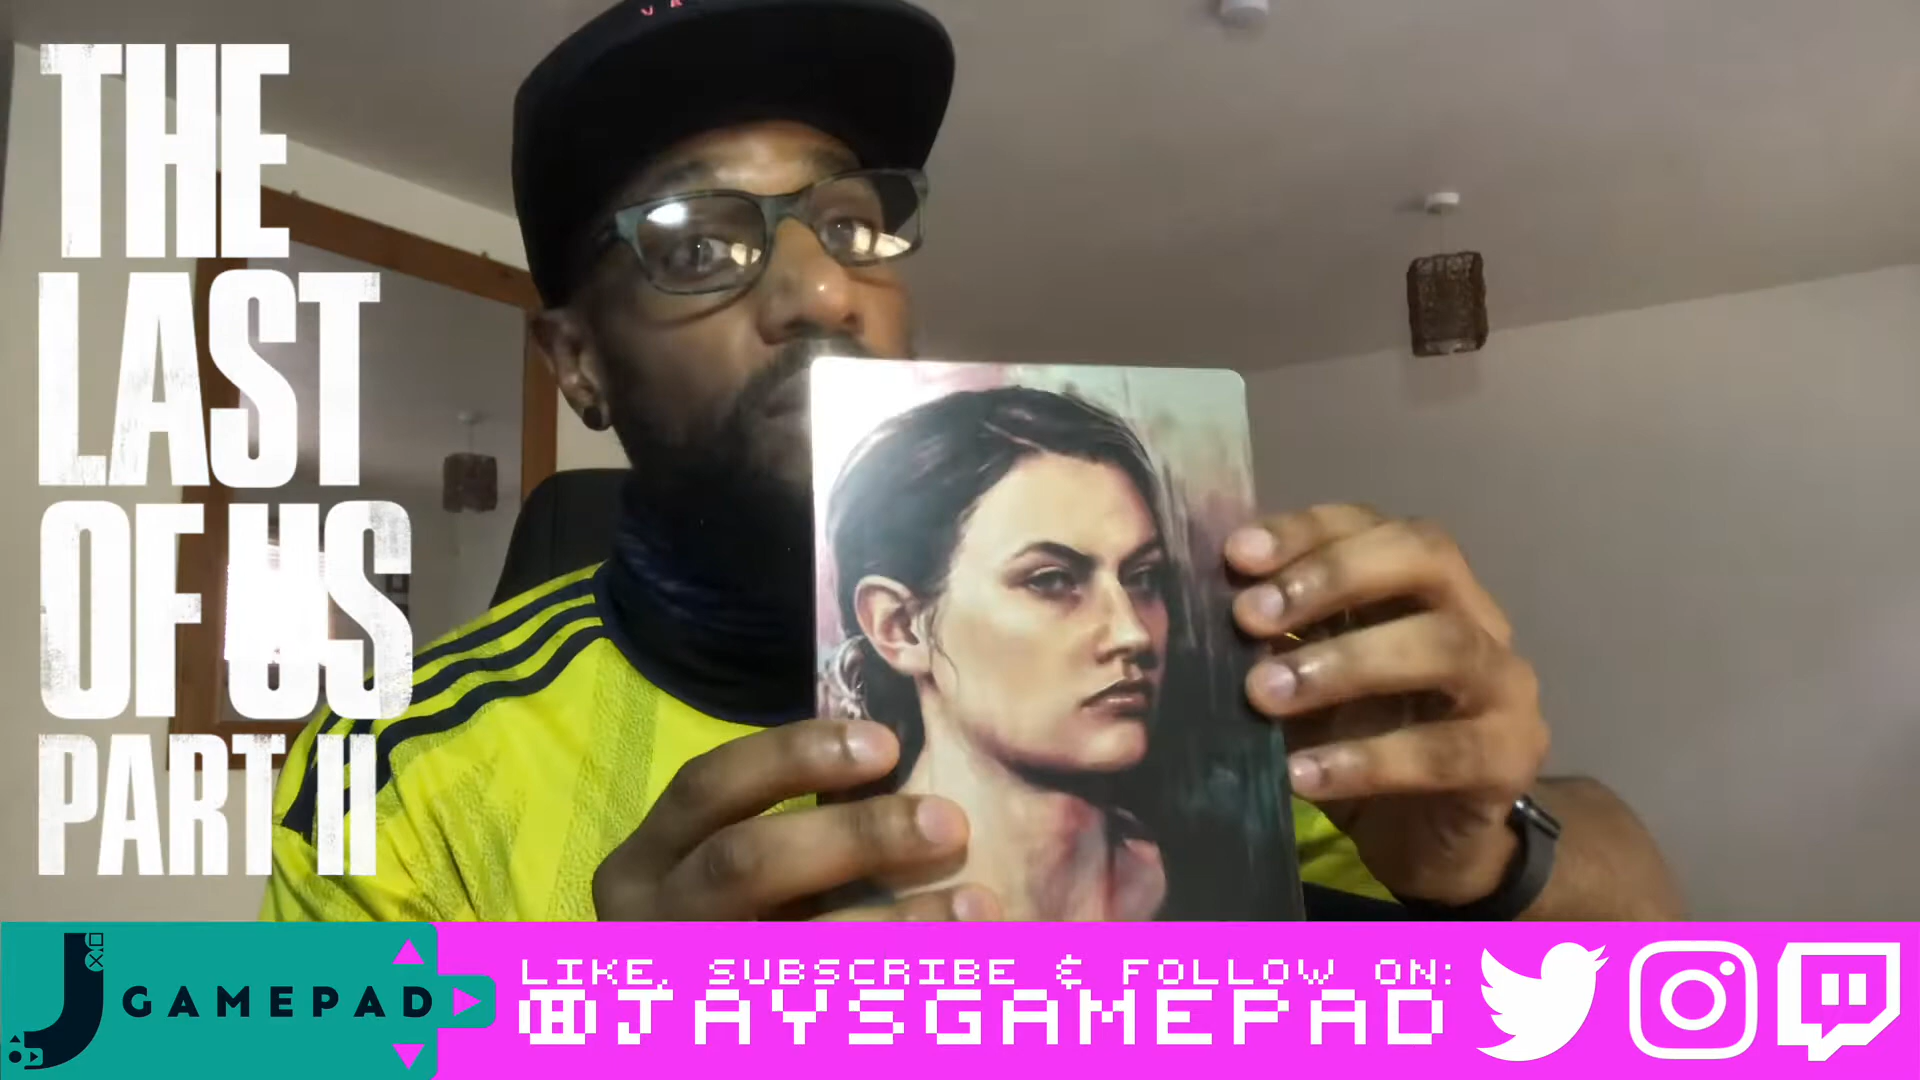 THE
LAST
OF US
PART II
J GAMEPAD
LIKE, SUBSCRIBE & FOLLOW ON:
@JAYSGAMEPAD